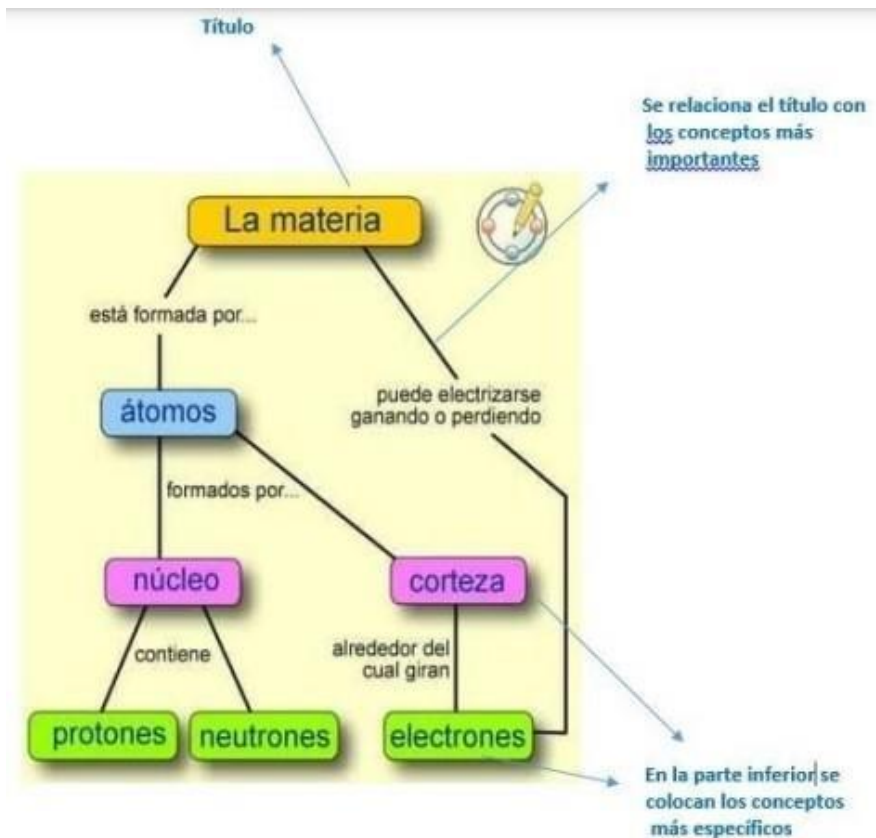 Título
Se relaciona el título con
los conceptos más
importantes
La materia
está formada por...
puede electrizarse
ganando o perdiendo
átomos
formados por...
núcleo
corteza
contiene
alrededor del
cual giran
protones
neutrones
electrones
En la parte inferior se
colocan los conceptos
más específicos